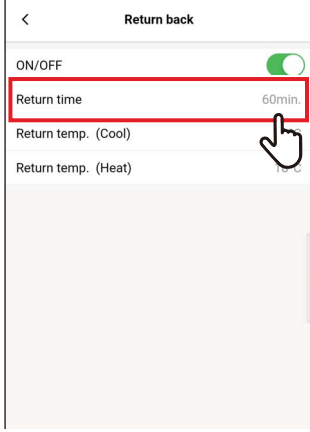 Return back
ON/OFF
Return time 60min.
Return temp. (Cool)
Return temp. (Heat)